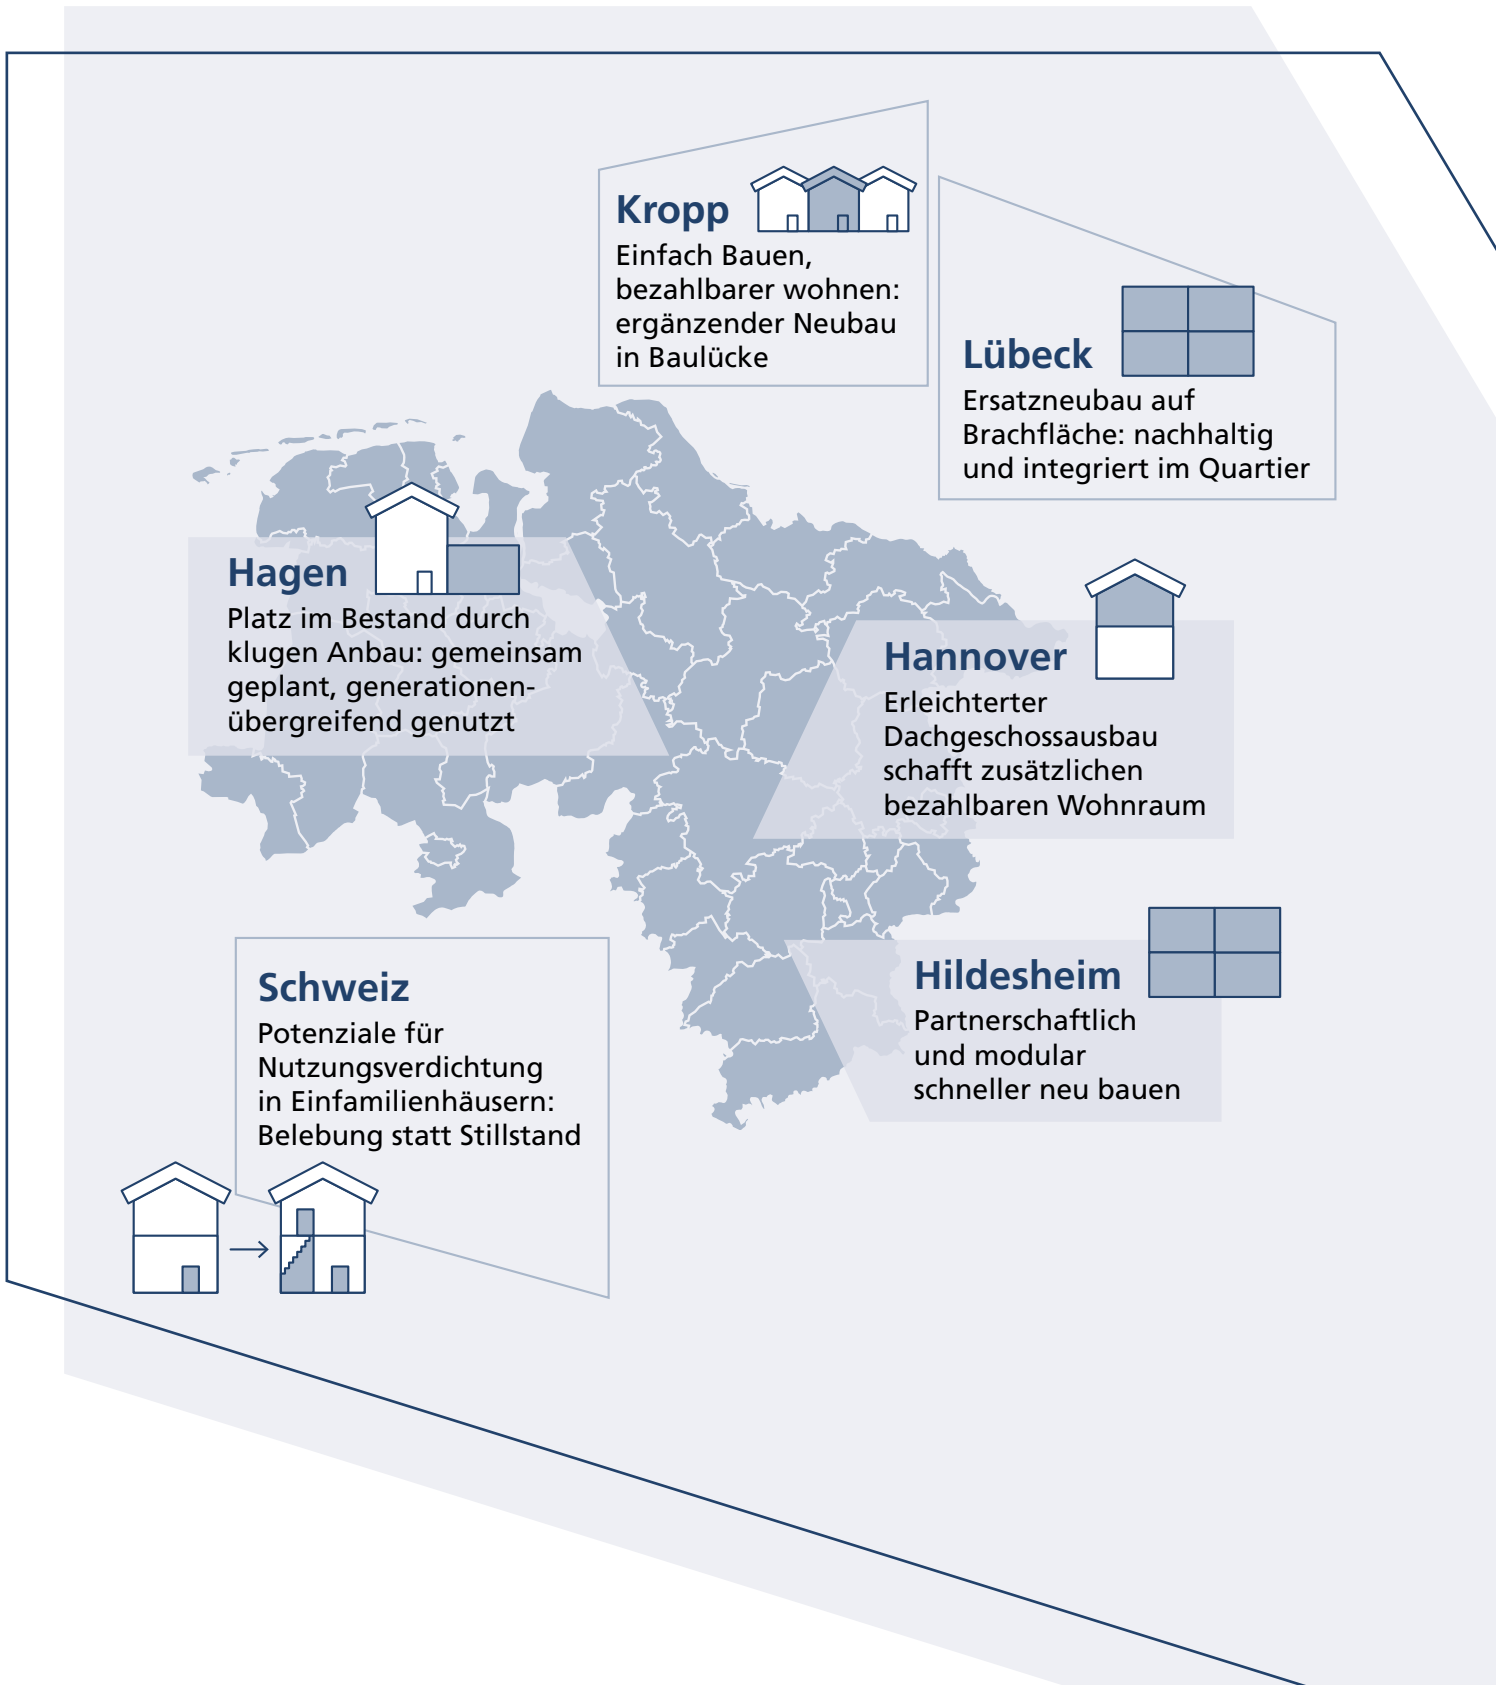 Kropp
Einfach Bauen,
bezahlbarer wohnen:
ergänzender Neubau
in Baulücke
Lübeck
Ersatzneubau auf
Brachfläche: nachhaltig
und integriert im Quartier
Hagen
Platz im Bestand durch
klugen Anbau: gemeinsam
geplant, generationen-
übergreifend genutzt
Hannover
Erleichterter
Dachgeschossausbau
schafft zusätzlichen
bezahlbaren Wohnraum
Schweiz
Potenziale für
Nutzungsverdichtung
in Einfamilienhäusern:
Belebung statt Stillstand
Hildesheim
Partnerschaftlich
und modular
schneller neu bauen